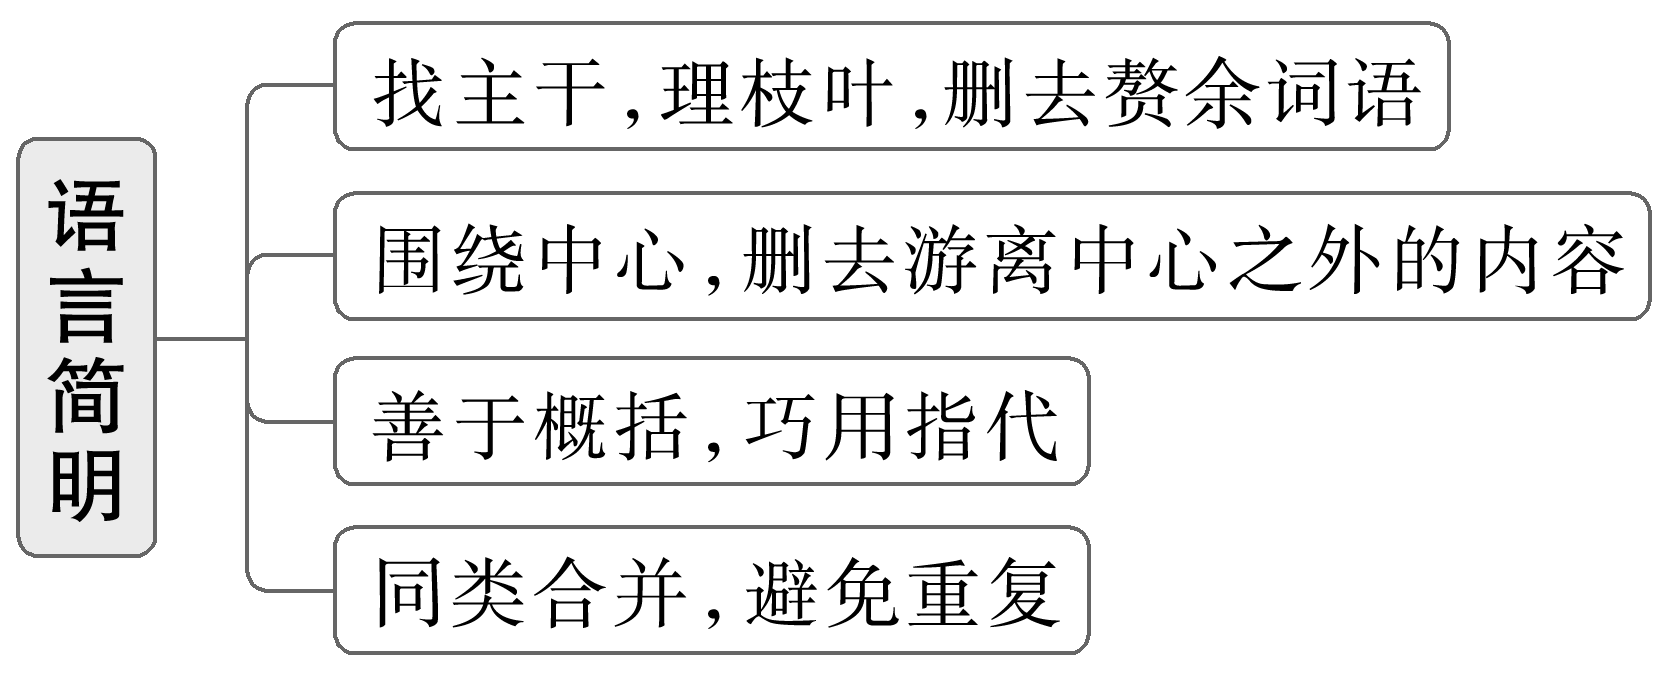 语言简明
找主干,理枝叶,删去赘余词语
围绕中心,删去游离中心之外的内容
善于概括,巧用指代
同类合并,避免重复